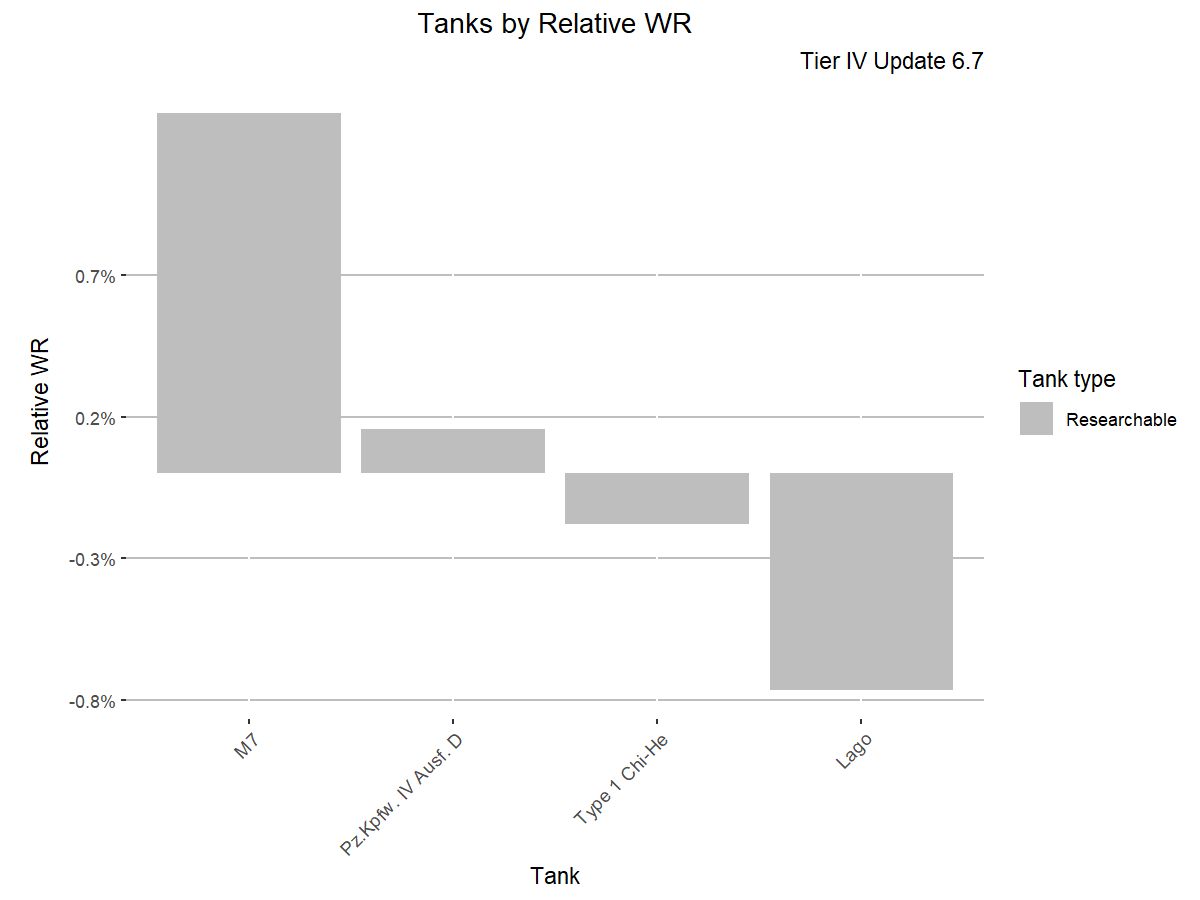 Tanks by Relative WR
Tier IV Update 6.7
Relative WR
0.7%
0.2%
-0.3%
-0.8%
M7
Pz.Kpfw. IV Ausf. D
Type 1 Chi-He
Lago
Tank
Tank type
Researchable